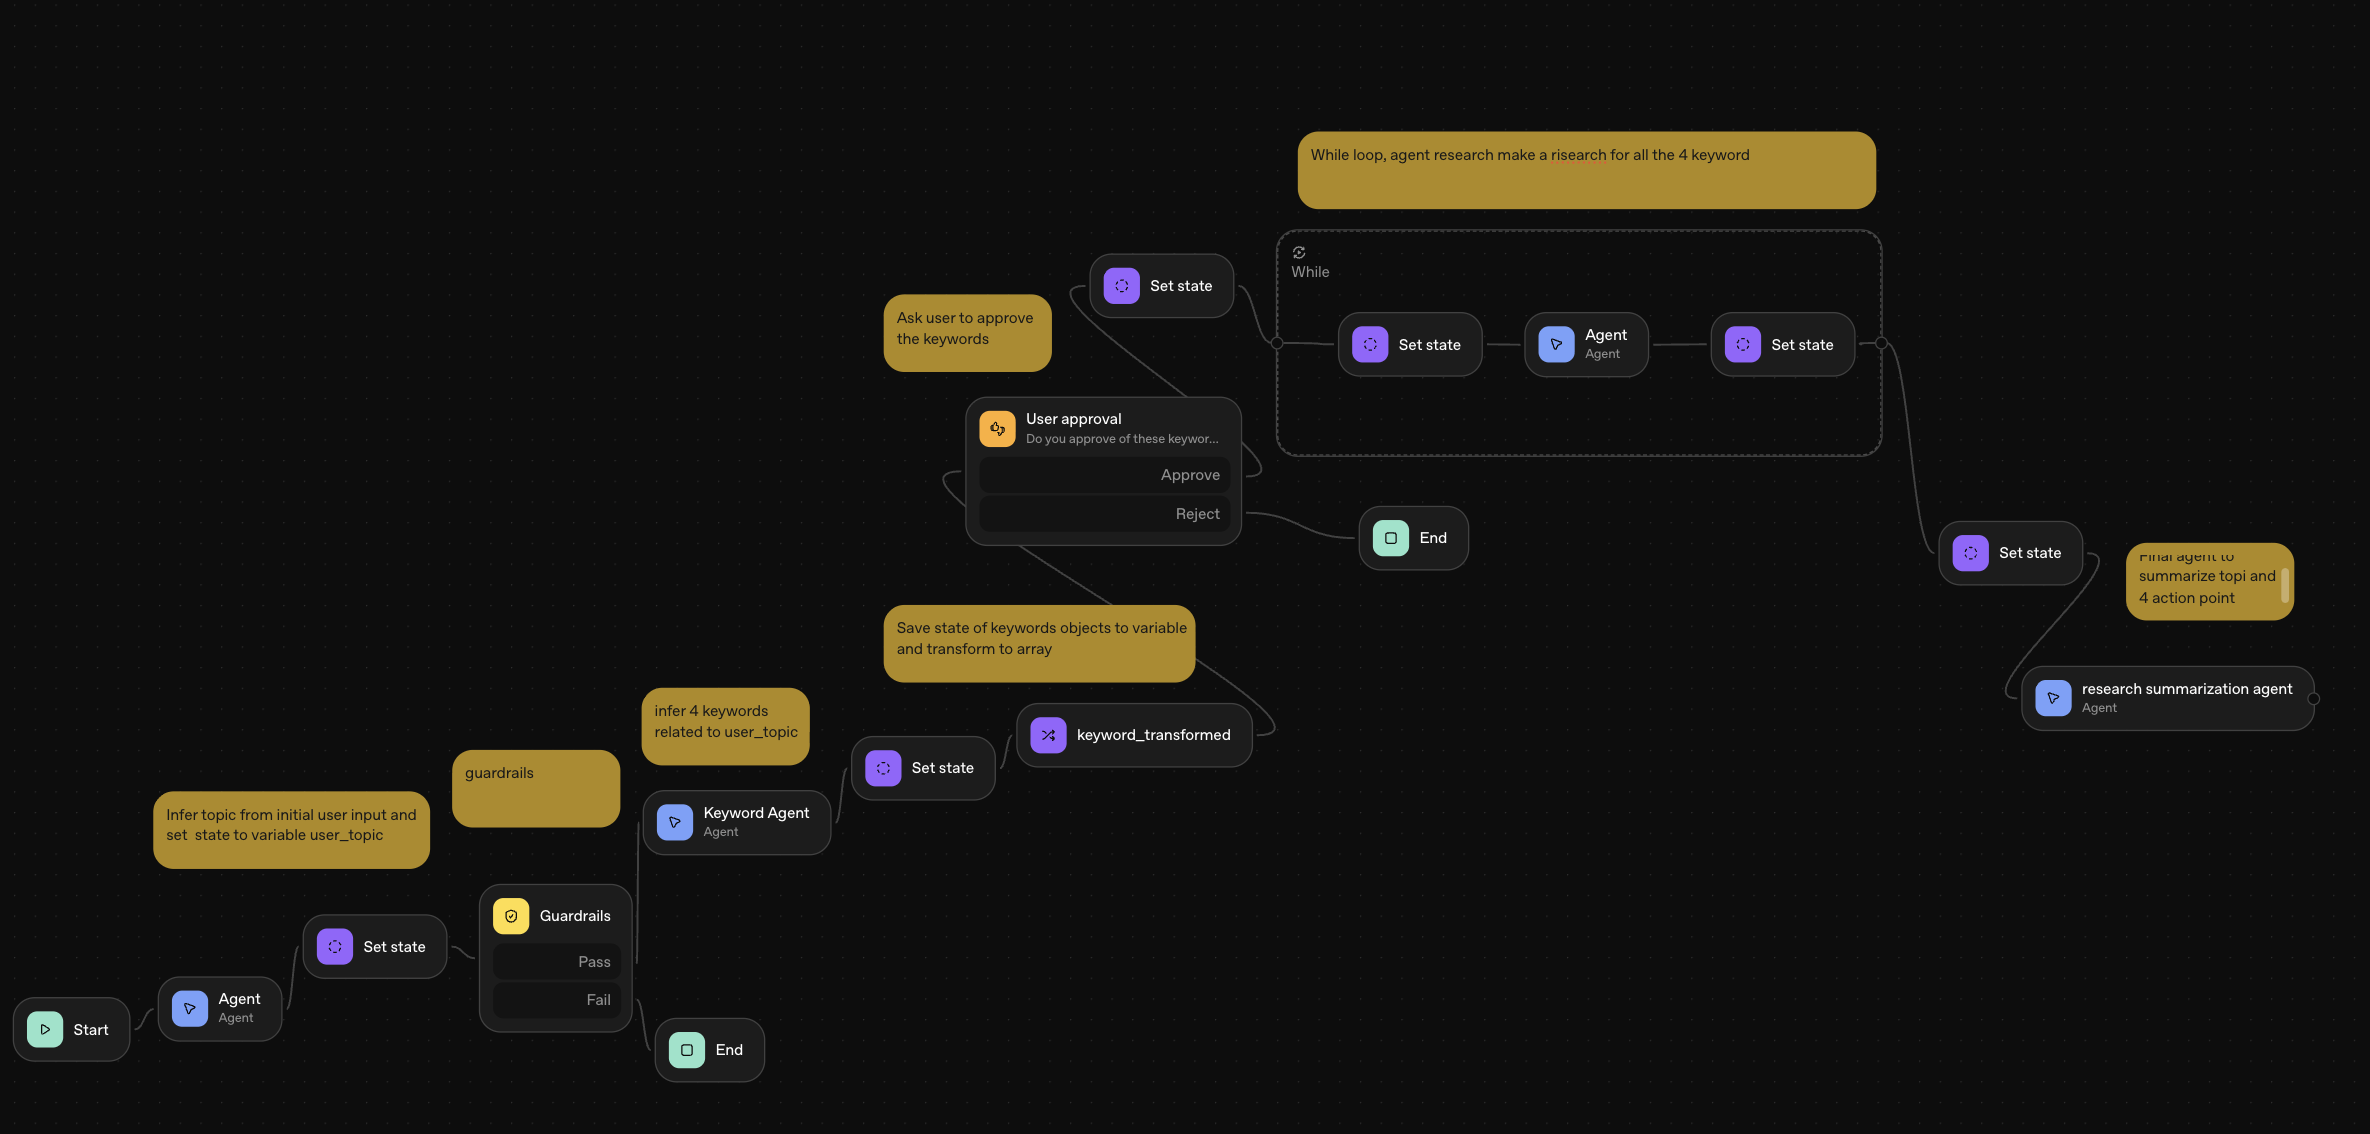 While loop, agent research make a risearch for all the 4 keyword
While
Set state
Set state
Agent
Agent
Set state
Ask user to approve
the keywords
User approval
Do you approve of these keywor...
Approve
Reject
End
Set state
Final agent to
summarize topi and
4 action point
research summarization agent
Agent
Save state of keywords objects to variable
and transform to array
keyword_transformed
infer 4 keywords
related to user_topic
Set state
guardrails
Keyword Agent
Agent
Infer topic from initial user input and
set  state to variable user_topic
Guardrails
Pass
Fail
Set state
Agent
Agent
Start
End